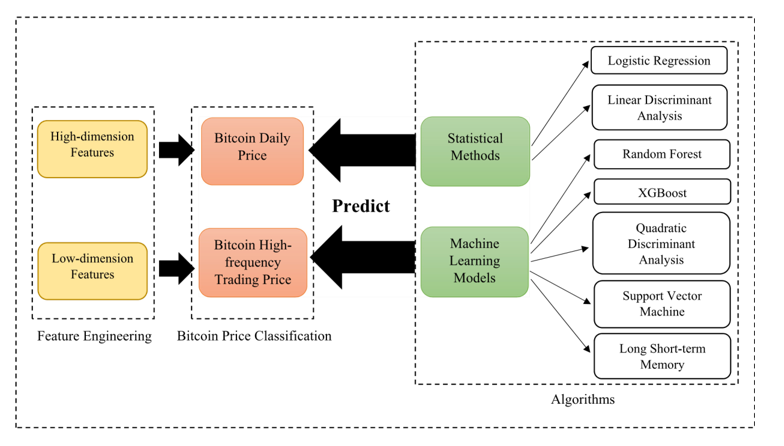 High-dimension
Features
Low-dimension
Features
Feature Engineering
Bitcoin Daily
Price
Bitcoin High-
frequency
Trading Price
Bitcoin Price Classification
Predict
Statistical
Methods
Machine
Learning
Models
Logistic Regression
Linear Discriminant
Analysis
Random Forest
XGBoost
Quadratic
Discriminant
Analysis
Support Vector
Machine
Long Short-term
Memory
Algorithms